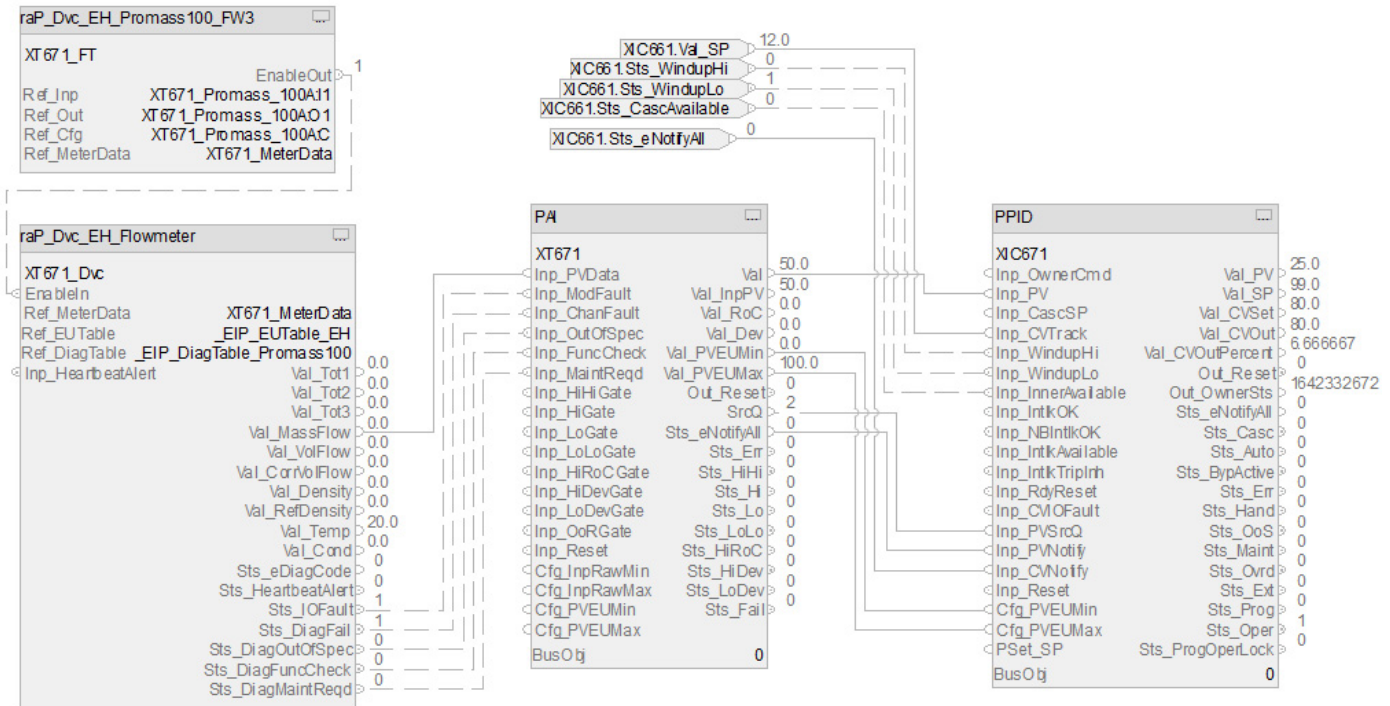 raP_Dvc_EH_Promass100_FW3
XT671_FT
EnableOut 1
Ref_Inp XT671_Promass_100A:I1
Ref_Out XT671_Promass_100A:O1
Ref_Cfg XT671_Promass_100A:C
Ref_MeterData XT671_MeterData
XIC661.Val_SP 12.0
XIC661.Sts_WindupHi 0
XIC661.Sts_WindupLo 1
XIC661.Sts_CascAvailable 0
XIC661.Sts_eNotifyAll 0
raP_Dvc_EH_Flowmeter
XT671_Dvc
EnableIn
Ref_MeterData XT671_MeterData
Ref_EUTable _EIP_EUTable_EH
Ref_DiagTable _EIP_DiagTable_Promass100
Inp_HeartbeatAlert Val_Tot1 0.0
Val_Tot2 0.0
Val_Tot3 0.0
Val_MassFlow 0.0
Val_VolFlow 0.0
Val_CorrVolFlow 0.0
Val_Density 0.0
Val_RefDensity 0.0
Val_Temp 20.0
Val_Cond 0.0
Sts_eDiagCode 0
Sts_HeartbeatAlert 0
Sts_IOFault 1
Sts_DiagFail 1
Sts_DiagOutOfSpec 0
Sts_DiagFuncCheck 0
Sts_DiagMaintReqd 0
PAI
XT671
Inp_PVData Val 50.0
Inp_ModFault Val_InpPV 50.0
Inp_ChanFault Val_RoC 0.0
Inp_OutOfSpec Val_Dev 0.0
Inp_FuncCheck Val_PVEUMin 0.0
Inp_MaintReqd Val_PVEUMax 100.0
Inp_HiHiGate Out_Reset 0
Inp_HiGate SrcQ 2
Inp_LoGate Sts_eNotifyAll 0
Inp_LoLoGate Sts_Err 0
Inp_HiRoCGate Sts_HiHi 0
Inp_HiDevGate Sts_Hi 0
Inp_LoDevGate Sts_Lo 0
Inp_OoRGate Sts_LoLo 0
Inp_Reset Sts_HiRoC 0
Cfg_InpRawMin Sts_HiDev 0
Cfg_InpRawMax Sts_LoDev 0
Cfg_PVEUMin Sts_Fail 0
Cfg_PVEUMax
BusObj 0
PPID
XIC671
Inp_OwnerCmd Val_PV 25.0
Inp_PV Val_SP 99.0
Inp_CascSP Val_CVSet 80.0
Inp_CVTrack Val_CVOut 80.0
Inp_WindupHi Val_CVOutPercent 6.666667
Inp_WindupLo Out_Reset 0
Inp_InnerAvailable Out_OwnerSts 1642332672
Inp_IntlkOK Sts_eNotifyAll 0
Inp_NBIntlkOK Sts_Casc 0
Inp_IntlkAvailable Sts_Auto 0
Inp_IntlkTripInh Sts_BypActive 0
Inp_RdyReset Sts_Err 0
Inp_CVIOFault Sts_Hand 0
Inp_PVSrcQ Sts_OoS 0
Inp_PVNotify Sts_Maint 0
Inp_CVNotify Sts_Ovrd 0
Inp_Reset Sts_Ext 0
Cfg_PVEUMin Sts_Prog 0
Cfg_PVEUMax Sts_Oper 1
PSet_SP Sts_ProgOperLock 0
BusObj 0